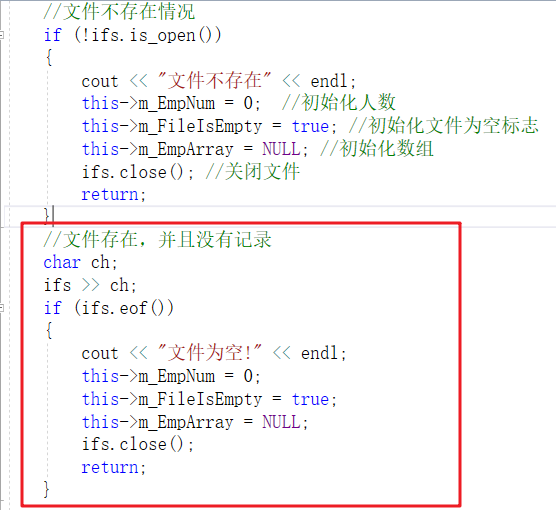 //文件不存在情况
if (!ifs.is_open())
{
cout << "文件不存在" << endl;
this->m_EmpNum = 0;  //初始化人数
this->m_FileIsEmpty = true; //初始化文件为空标志
this->m_EmpArray = NULL; //初始化数组
ifs.close(); //关闭文件
return;
}
//文件存在，并且没有记录
char ch;
ifs >> ch;
if (ifs.eof())
{
cout << "文件为空!" << endl;
this->m_EmpNum = 0;
this->m_FileIsEmpty = true;
this->m_EmpArray = NULL;
ifs.close();
return;
}